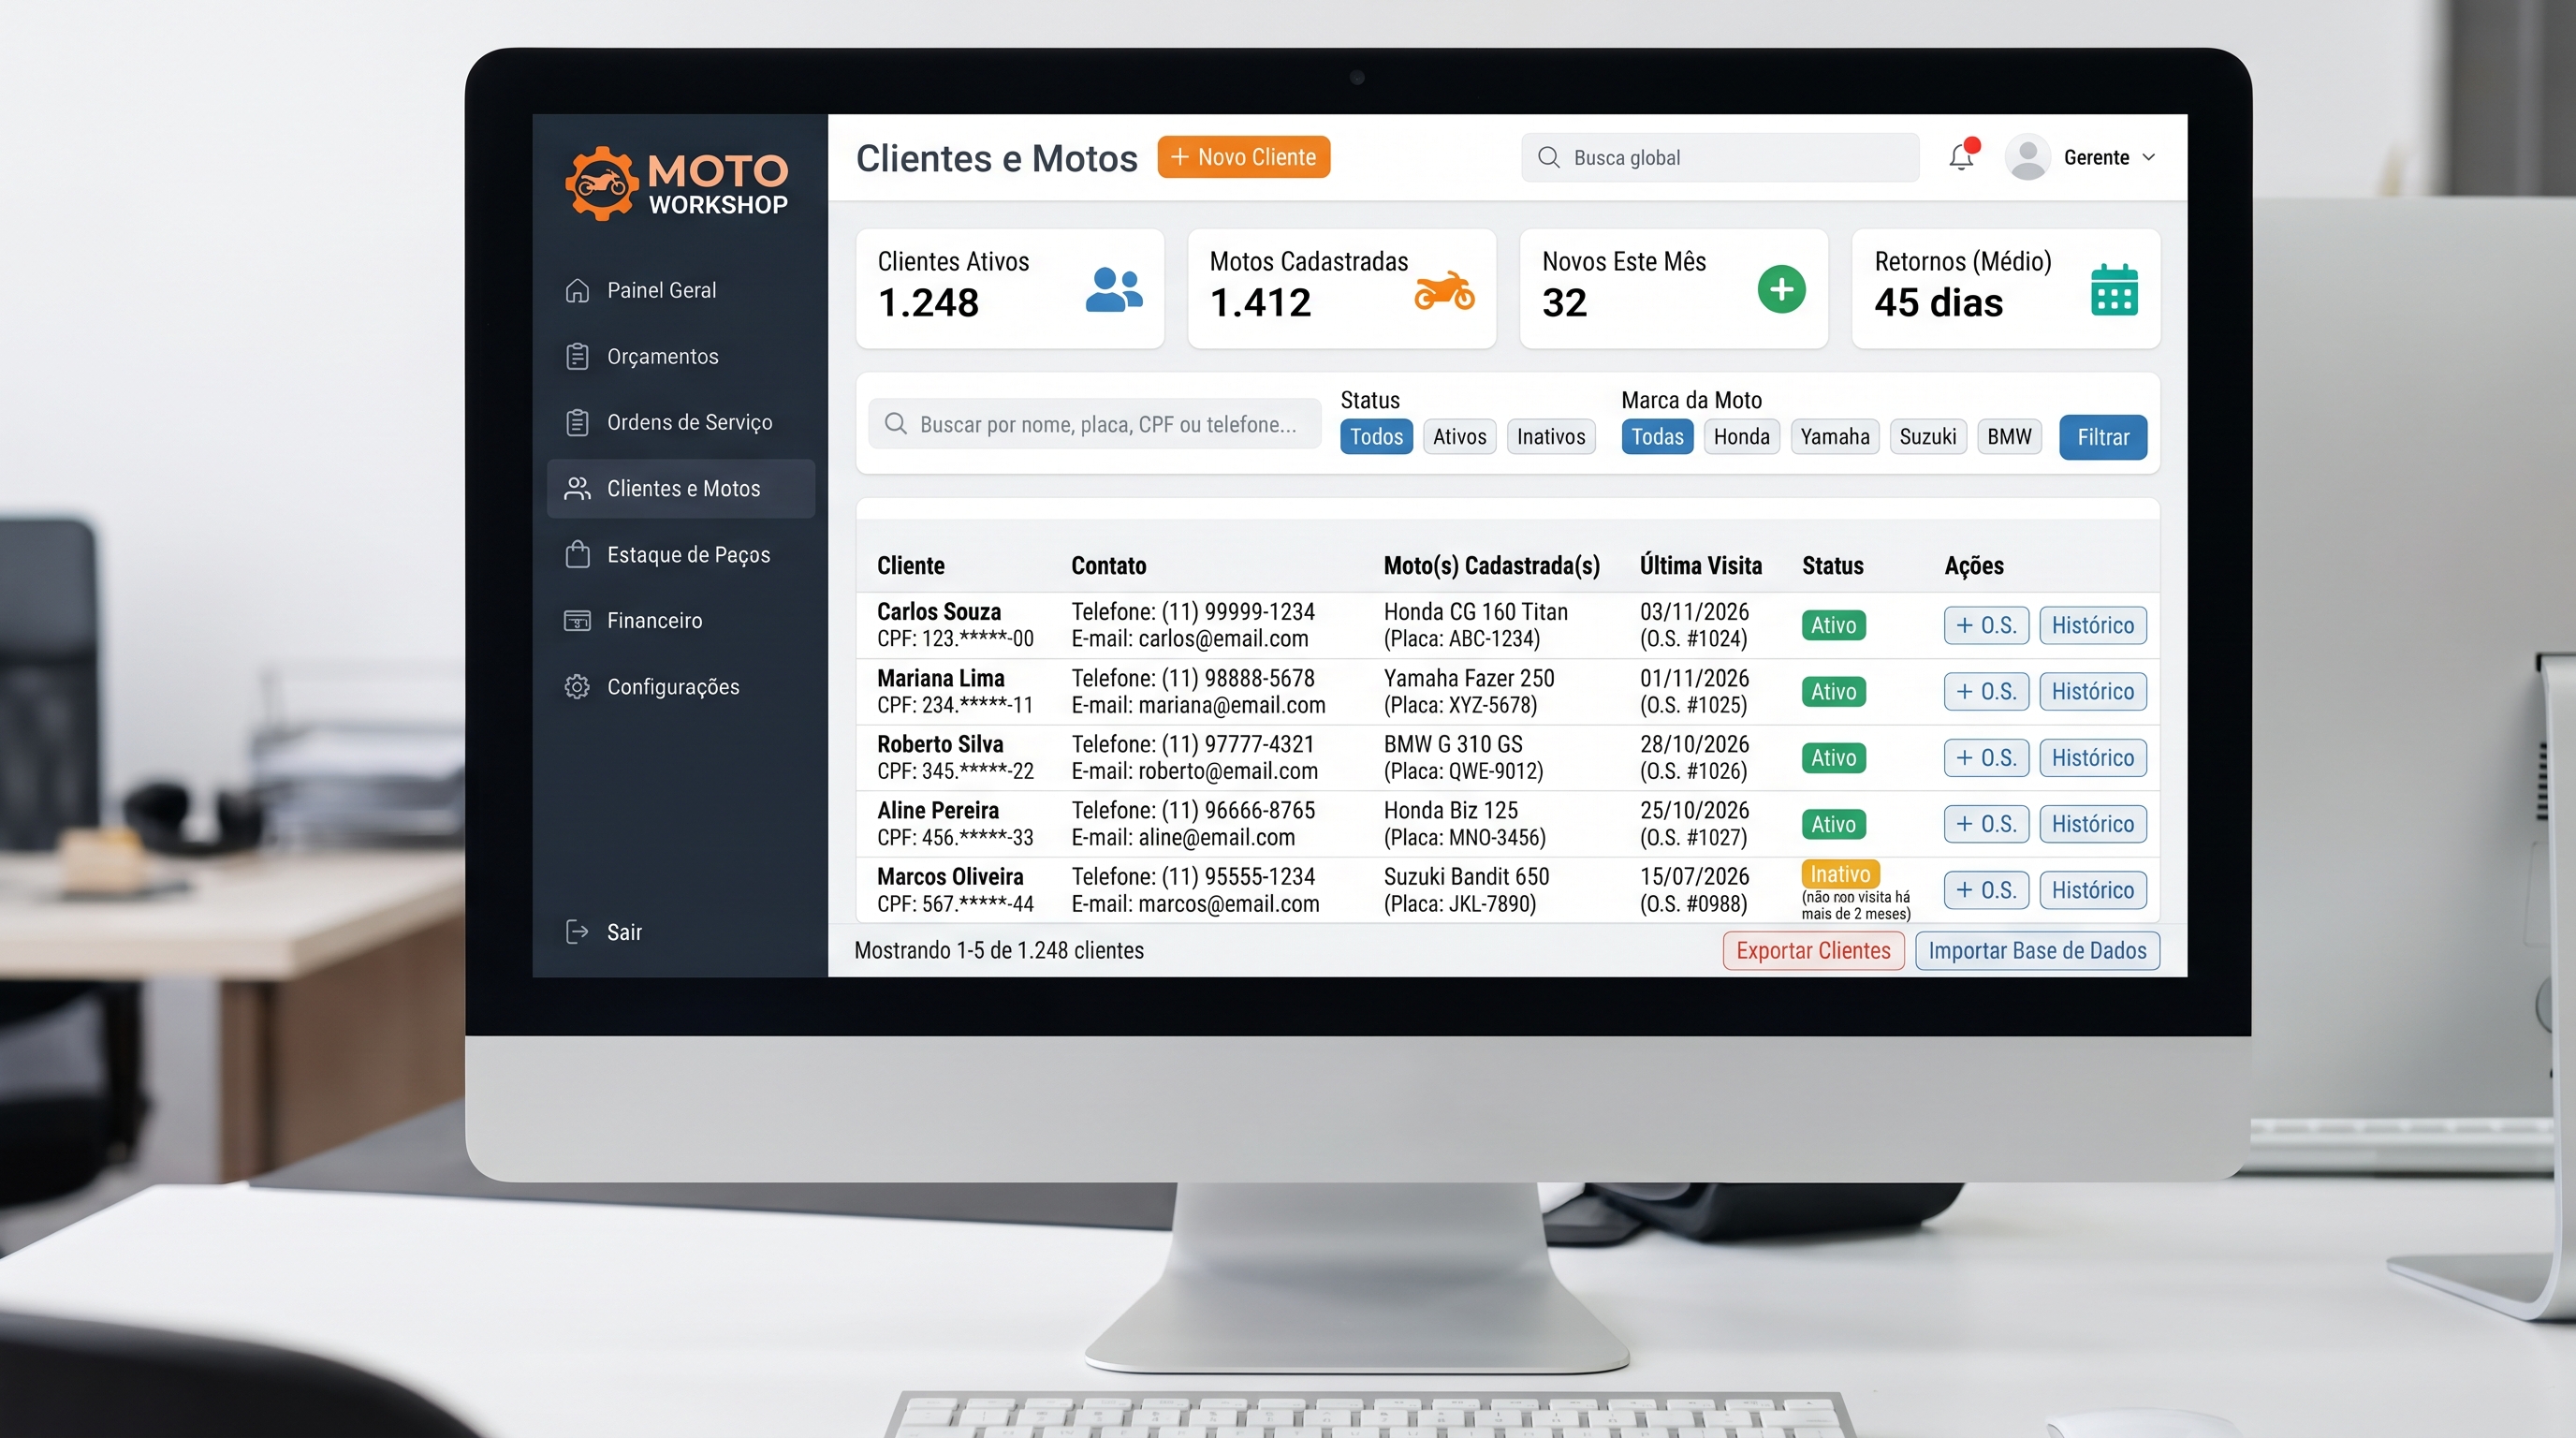 MOTO
WORKSHOP
Painel Geral
Orçamentos
Ordens de Serviço
Clientes e Motos
Estaque de Paços
Financeiro
Configurações
Sair
Clientes e Motos
+ Novo Cliente
Busca global
Gerente
Clientes Ativos
1.248
Motos Cadastradas
1.412
Novos Este Mês
32
Retornos (Médio)
45 dias
Buscar por nome, placa, CPF ou telefone...
Status
Todos Ativos Inativos
Marca da Moto
Todas Honda Yamaha Suzuki BMW
Filtrar
Cliente Contato Moto(s) Cadastrada(s) Última Visita Status Ações
Carlos Souza Telefone: (11) 99999-1234 Honda CG 160 Titan 03/11/2026 Ativo + O.S. Histórico
CPF: 123.*****-00 E-mail: carlos@email.com (Placa: ABC-1234) (O.S. #1024)
Mariana Lima Telefone: (11) 98888-5678 Yamaha Fazer 250 01/11/2026 Ativo + O.S. Histórico
CPF: 234.*****-11 E-mail: mariana@email.com (Placa: XYZ-5678) (O.S. #1025)
Roberto Silva Telefone: (11) 97777-4321 BMW G 310 GS 28/10/2026 Ativo + O.S. Histórico
CPF: 345.*****-22 E-mail: roberto@email.com (Placa: QWE-9012) (O.S. #1026)
Aline Pereira Telefone: (11) 96666-8765 Honda Biz 125 25/10/2026 Ativo + O.S. Histórico
CPF: 456.*****-33 E-mail: aline@email.com (Placa: MNO-3456) (O.S. #1027)
Marcos Oliveira Telefone: (11) 95555-1234 Suzuki Bandit 650 15/07/2026 Inativo + O.S. Histórico
CPF: 567.*****-44 E-mail: marcos@email.com (Placa: JKL-7890) (O.S. #0988) (não visita há
mais de 2 meses)
Mostrando 1-5 de 1.248 clientes
Exportar Clientes
Importar Base de Dados